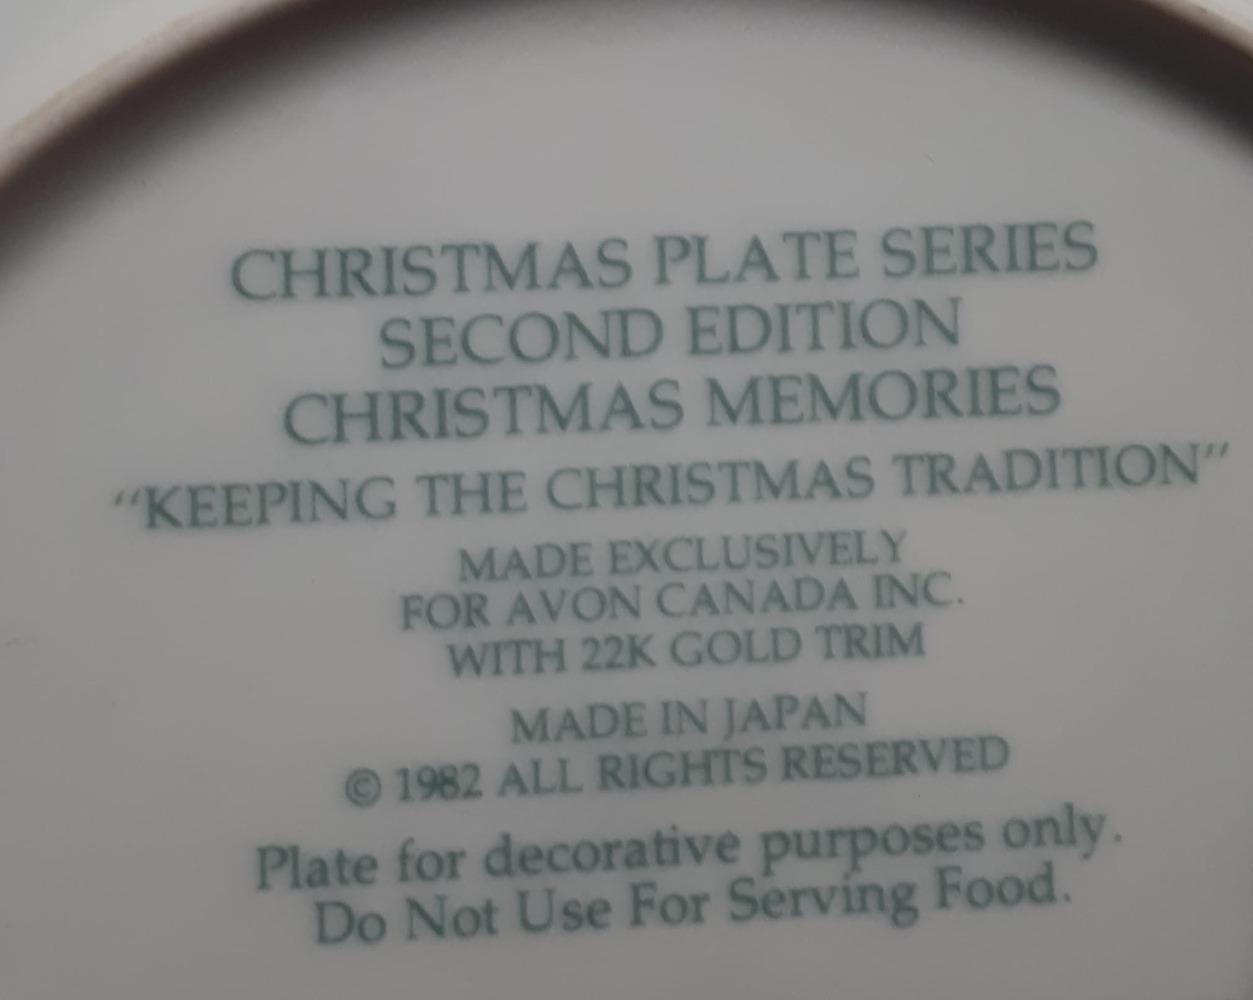 CHRISTMAS PLATE SERIES
SECOND EDITION
CHRISTMAS MEMORIES
"KEEPING THE CHRISTMAS TRADITION"
MADE EXCLUSIVELY
FOR AVON CANADA INC.
WITH 22K GOLD TRIM
MADE IN JAPAN
© 1982 ALL RIGHTS RESERVED
Plate for decorative purposes only.
Do Not Use For Serving Food.